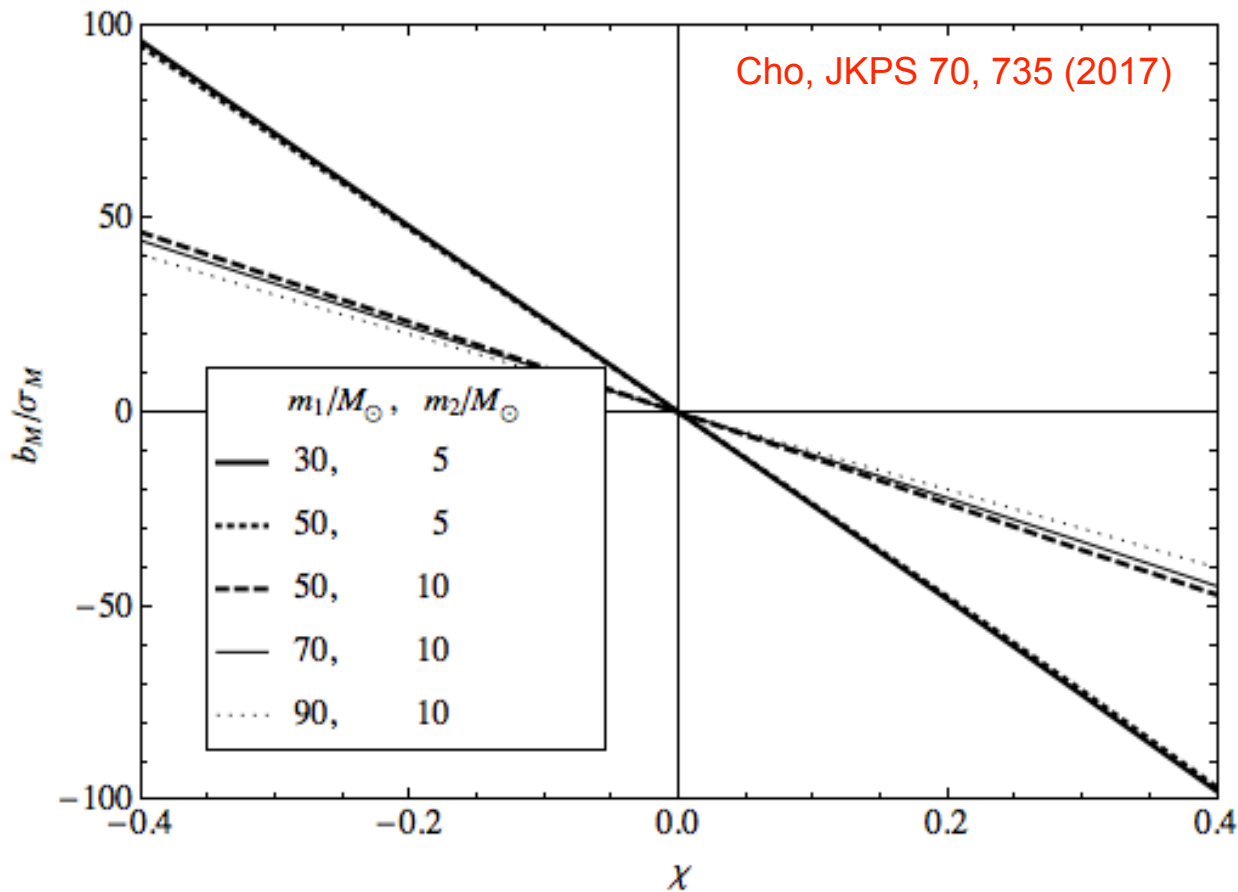 Cho, JKPS 70, 735 (2017)
100
50
0
−50
−100
b_M/σ_M
m₁/M_⊙, m₂/M_⊙
30, 5
50, 5
50, 10
70, 10
90, 10
−0.4 −0.2 0.0 0.2 0.4
χ